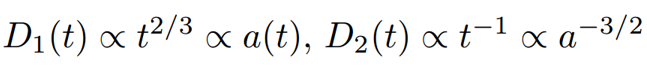 D₁(t) ∝ t^{2/3} ∝ a(t), D₂(t) ∝ t^{−1} ∝ a^{−3/2}